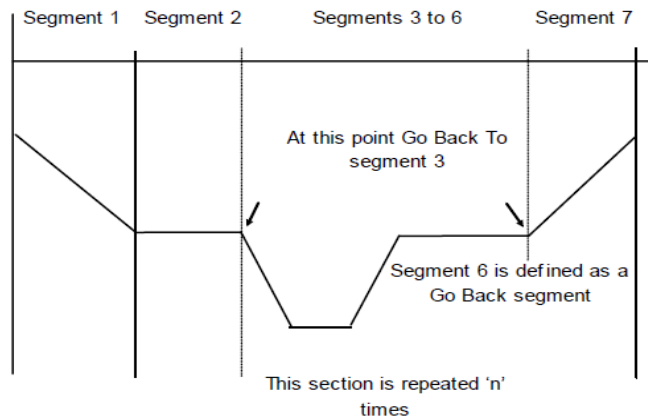 Segment 1
Segment 2
Segments 3 to 6
Segment 7
At this point Go Back To
segment 3
Segment 6 is defined as a
Go Back segment
This section is repeated ‘n’
times